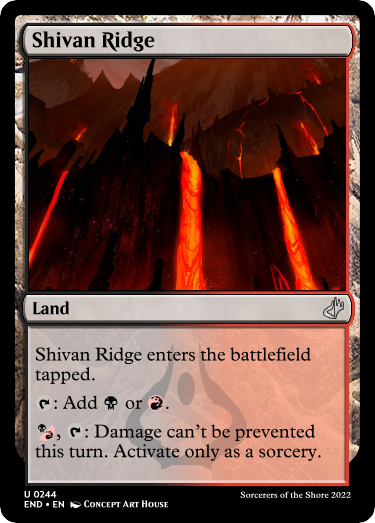 Shivan Ridge
Land
Shivan Ridge enters the battlefield
tapped.
: Add or .
, : Damage can't be prevented
this turn. Activate only as a sorcery.
U 0244
END • EN Concept Art House
Sorcerers of the Shore 2022